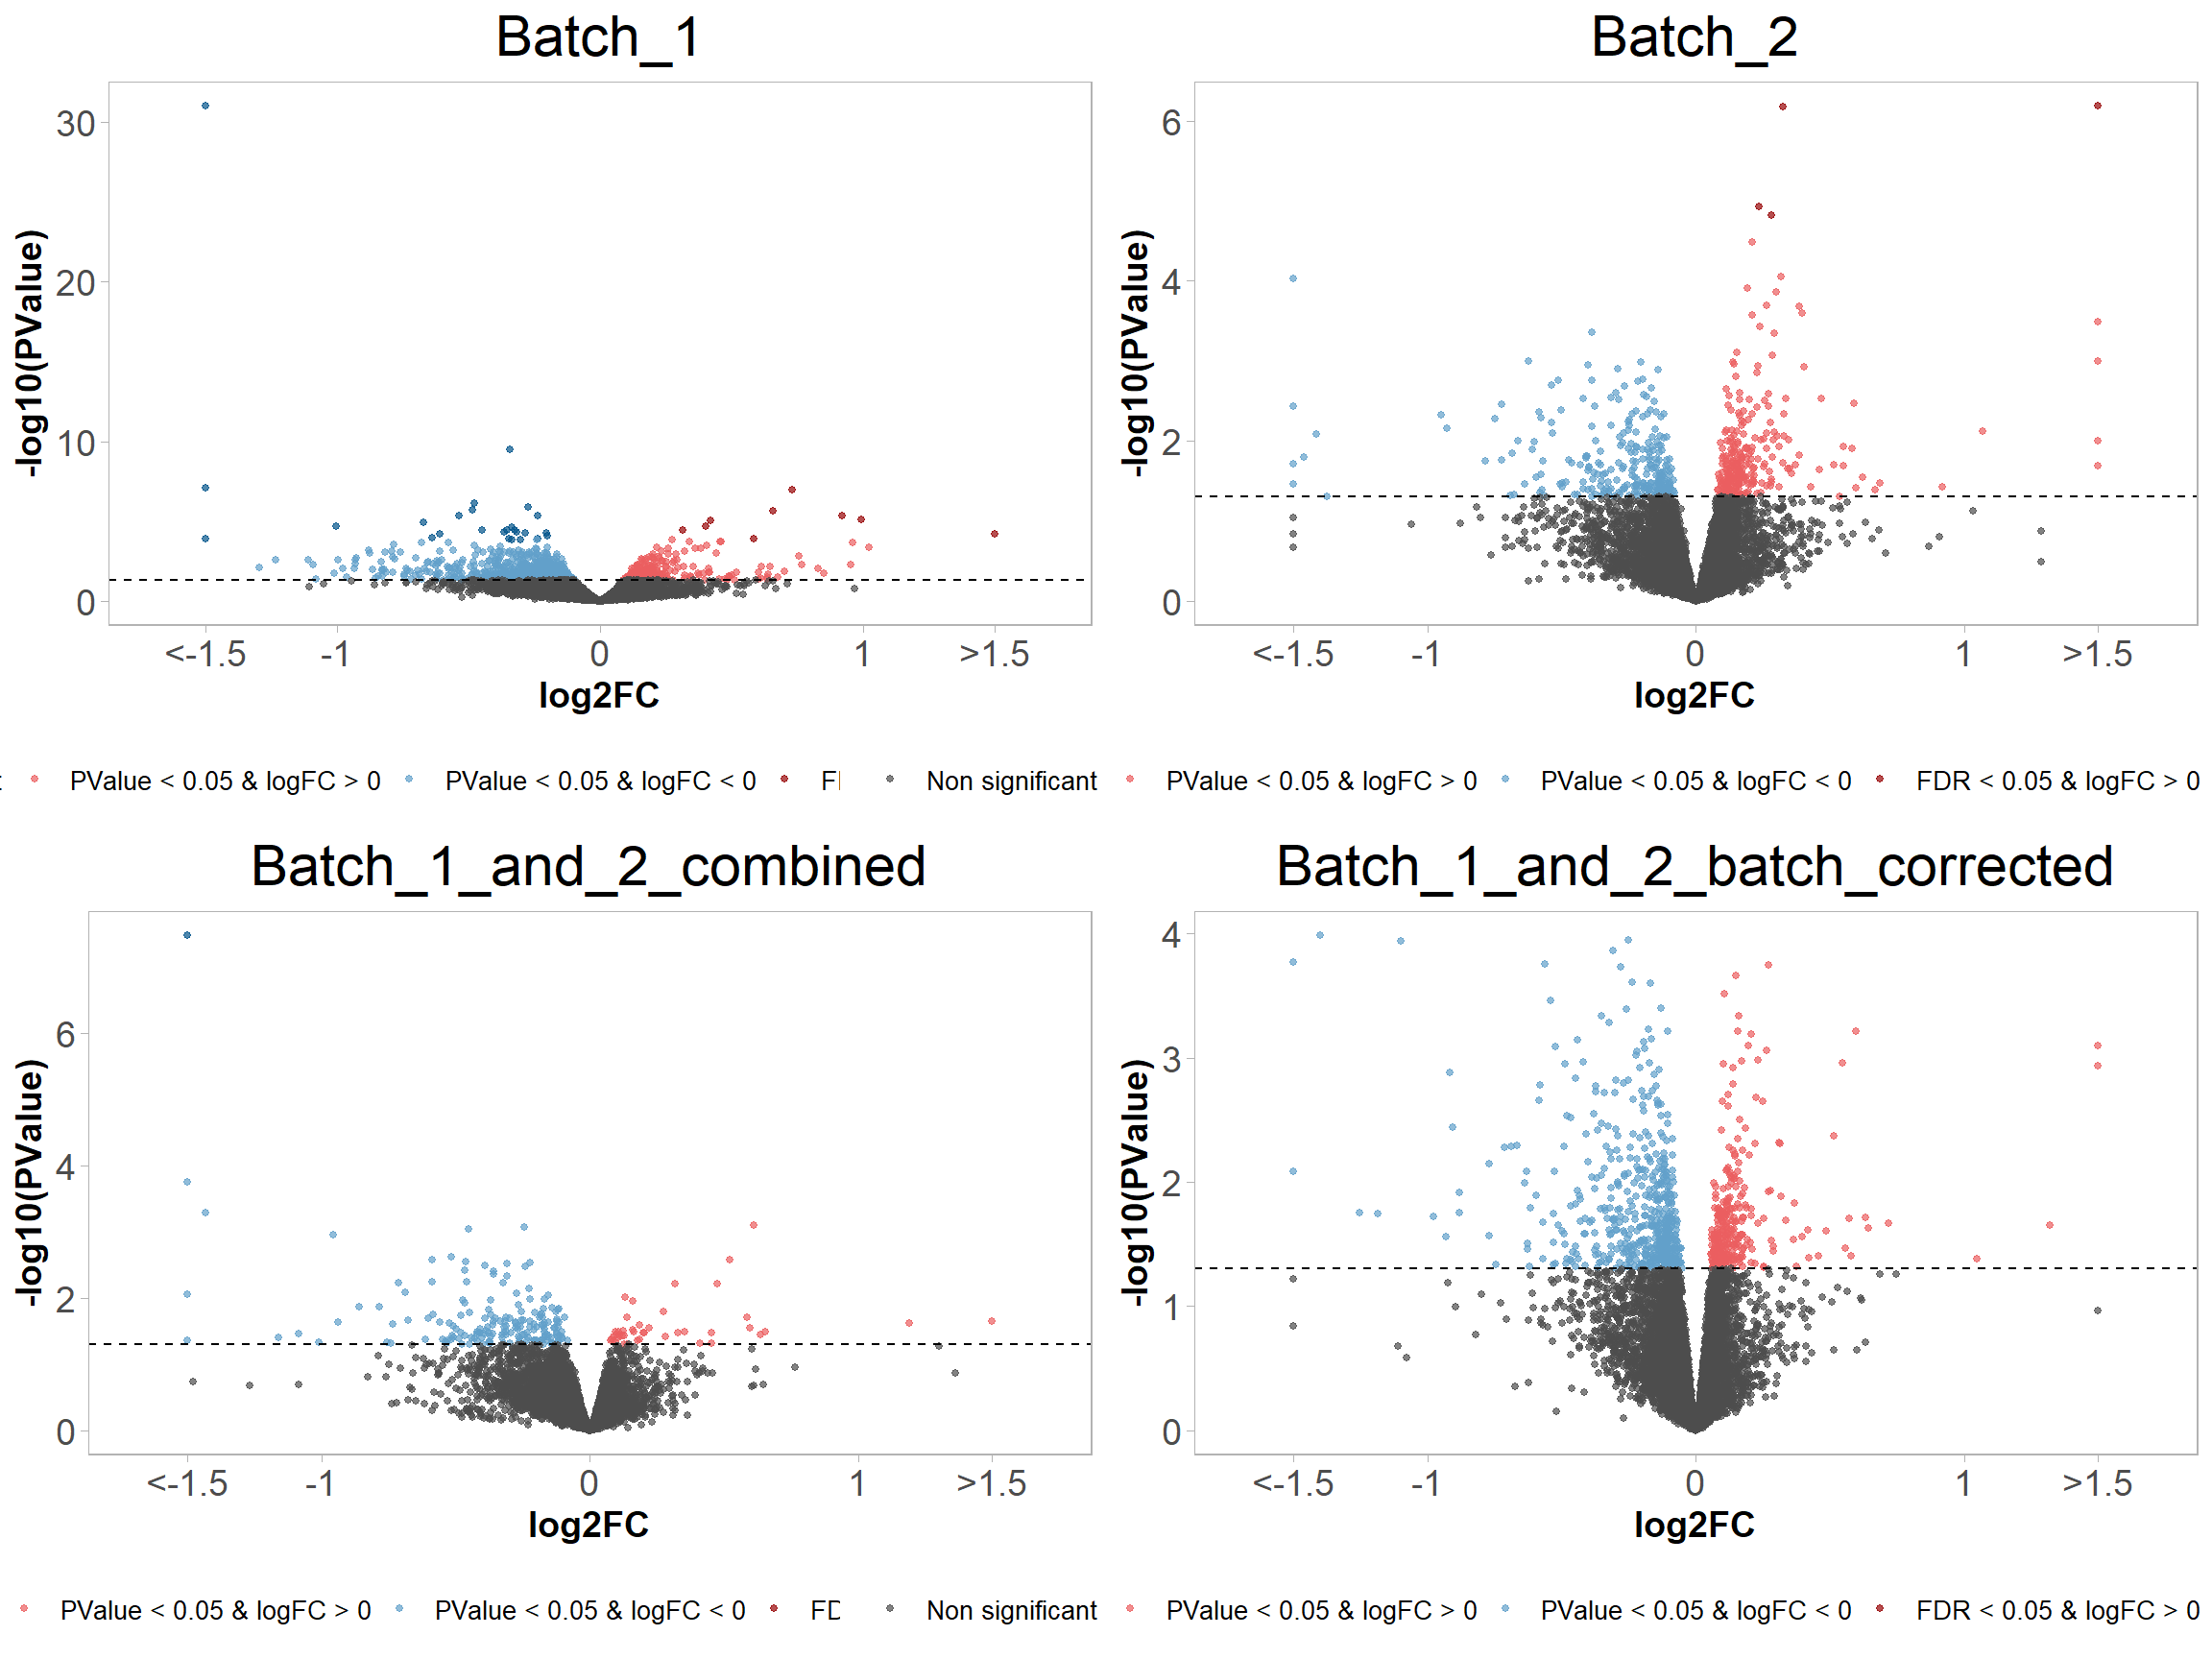 Batch_1
30
20
10
0
-log10(PValue)
<-1.5 -1 0 1 >1.5
log2FC
PValue < 0.05 & logFC > 0 PValue < 0.05 & logFC < 0
Batch_2
6
4
2
0
-log10(PValue)
<-1.5 -1 0 1 >1.5
log2FC
Non significant PValue < 0.05 & logFC > 0 PValue < 0.05 & logFC < 0 FDR < 0.05 & logFC > 0
Batch_1_and_2_combined
6
4
2
0
-log10(PValue)
<-1.5 -1 0 1 >1.5
log2FC
PValue < 0.05 & logFC > 0 PValue < 0.05 & logFC < 0
Batch_1_and_2_batch_corrected
4
3
2
1
0
-log10(PValue)
<-1.5 -1 0 1 >1.5
log2FC
Non significant PValue < 0.05 & logFC > 0 PValue < 0.05 & logFC < 0 FDR < 0.05 & logFC > 0